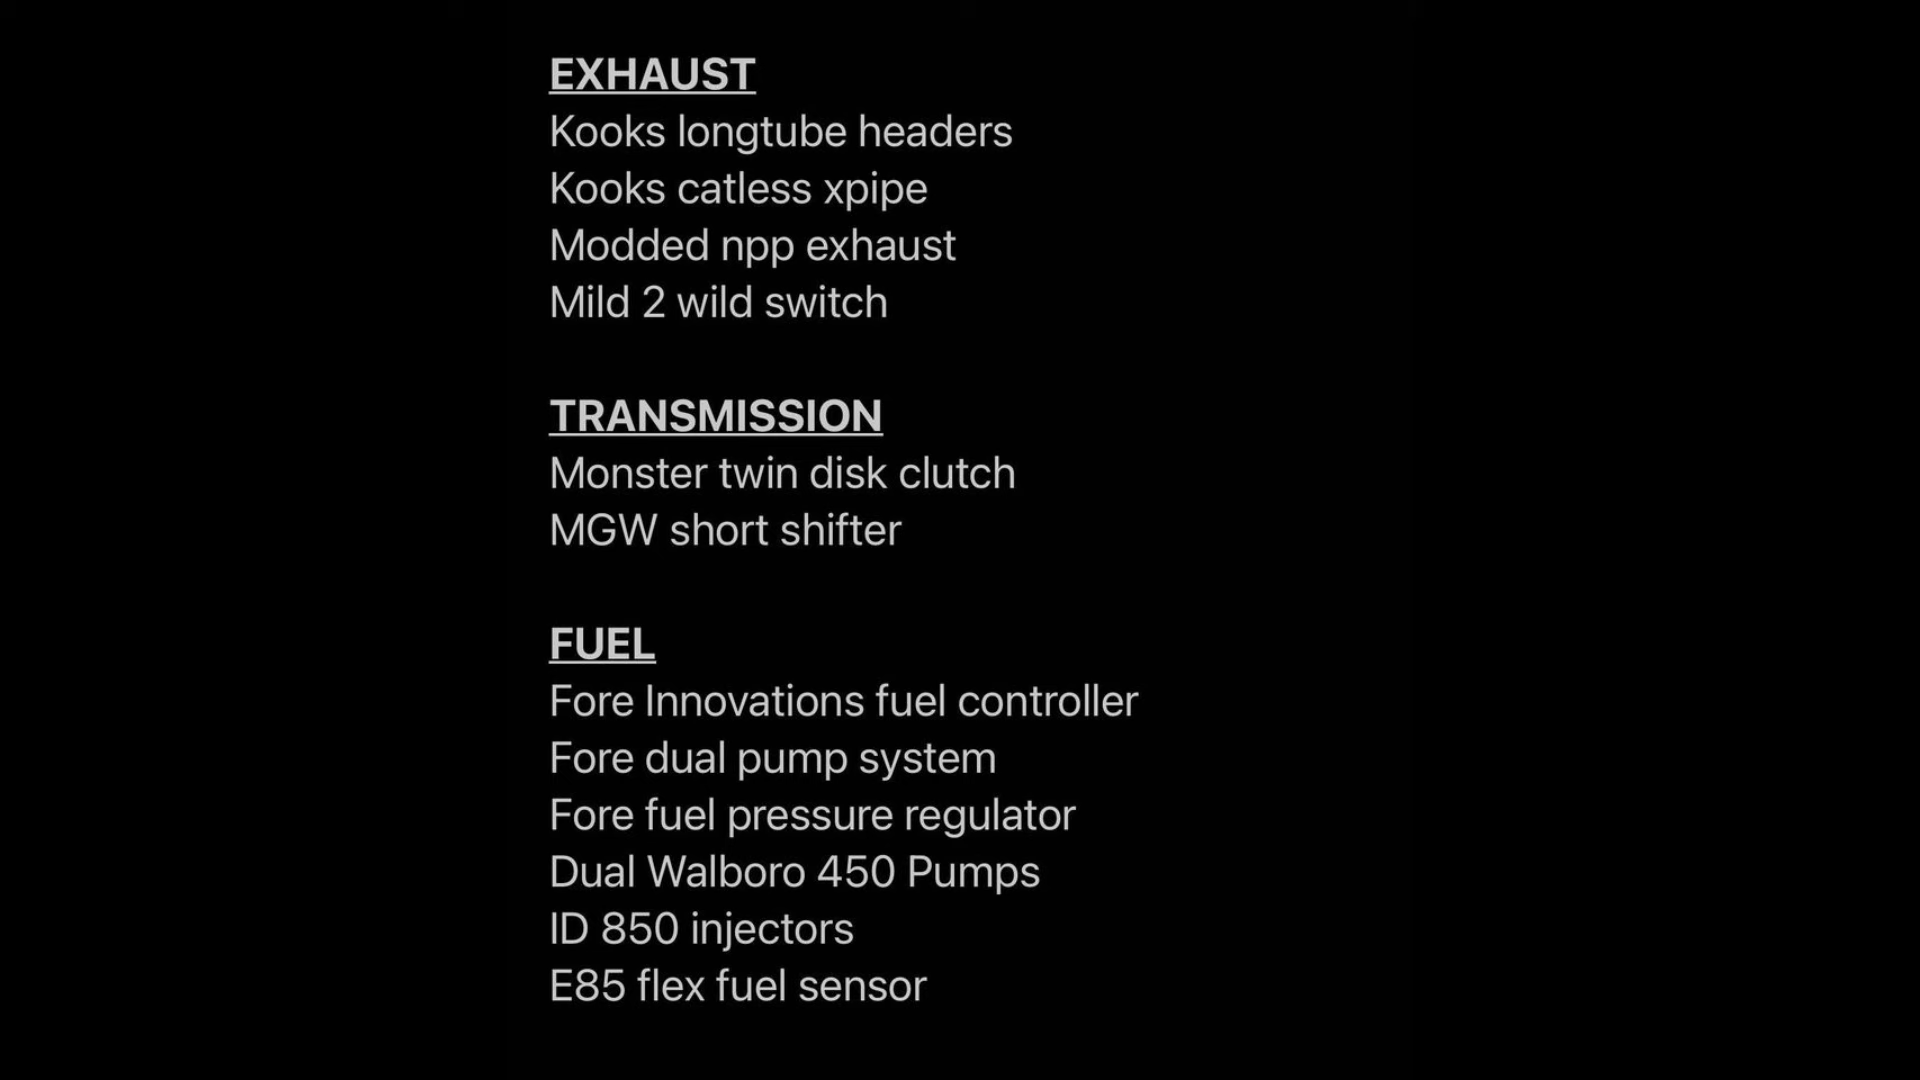 EXHAUST
Kooks longtube headers
Kooks catless xpipe
Modded npp exhaust
Mild 2 wild switch
TRANSMISSION
Monster twin disk clutch
MGW short shifter
FUEL
Fore Innovations fuel controller
Fore dual pump system
Fore fuel pressure regulator
Dual Walboro 450 Pumps
ID 850 injectors
E85 flex fuel sensor